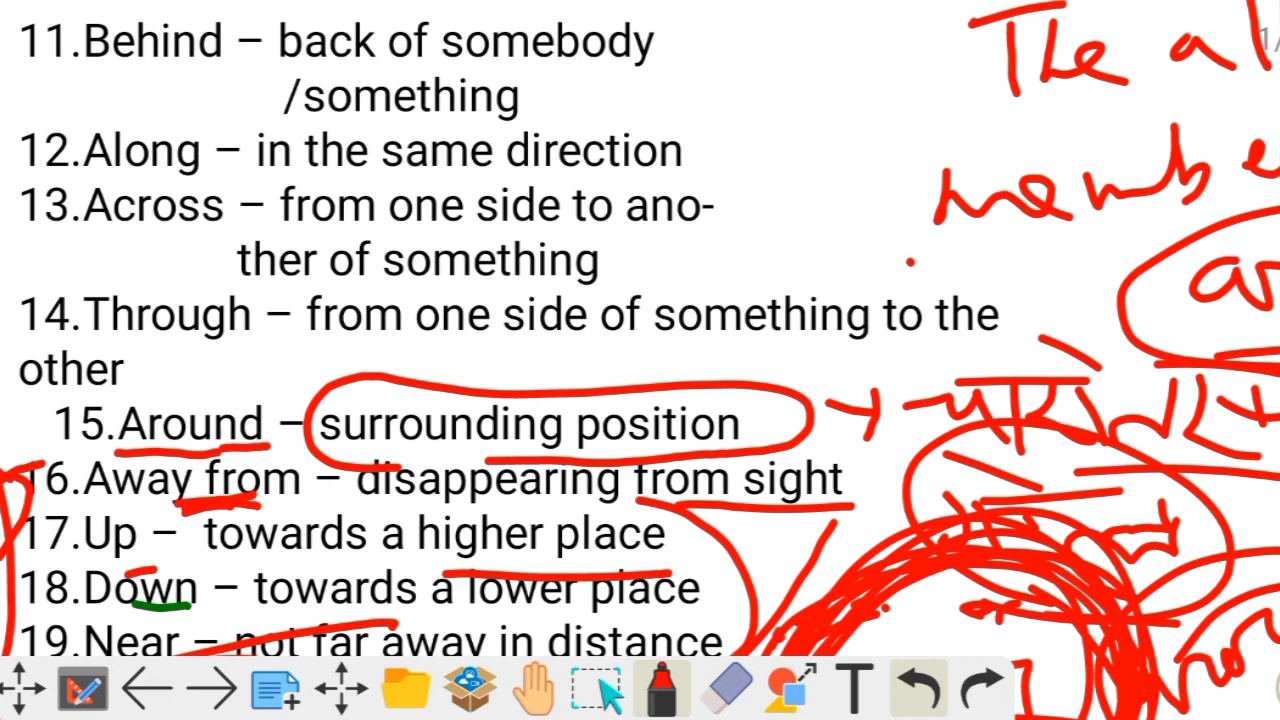 11.Behind – back of somebody
/something
12.Along – in the same direction
13.Across – from one side to ano-
ther of something
14.Through – from one side of something to the
other
15.Around – surrounding position
16.Away from – disappearing from sight
17.Up – towards a higher place
18.Down – towards a lower place
19.Near – not far away in distance
The a
membe
T